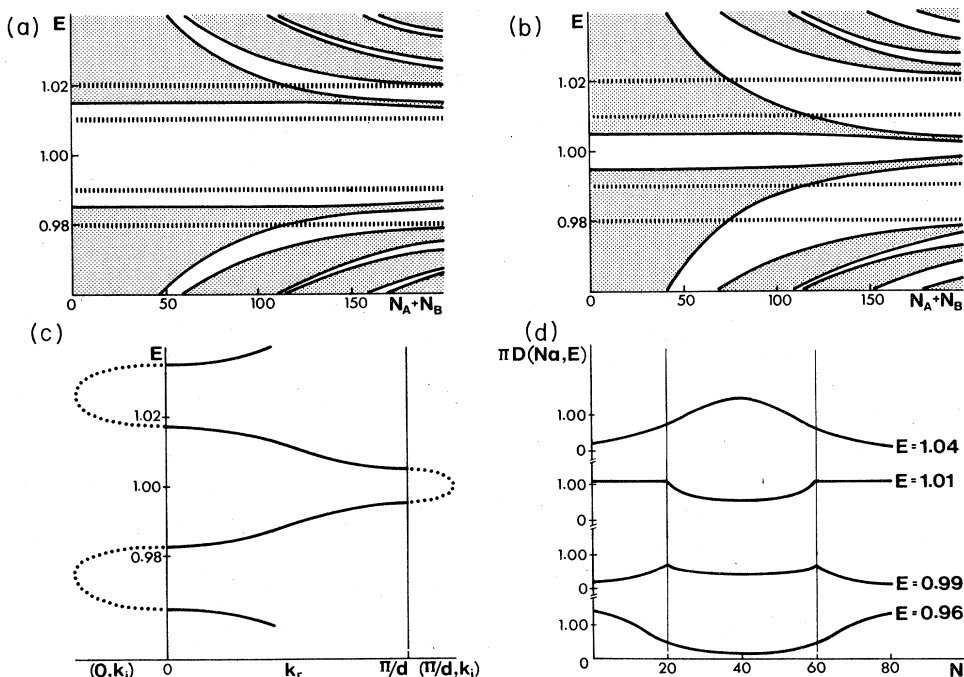 (a)
E
1.02
1.00
0.98
0
50
100
150
N_A+N_B
(b)
E
1.02
1.00
0.98
0
50
100
150
N_A+N_B
(c)
E
1.02
1.00
0.98
(0,k_i)
0
k_r
π/d
(π/d,k_i)
(d)
πD(Na,E)
1.00
0
E=1.04
1.00
0
E=1.01
1.00
0
E=0.99
1.00
E=0.96
0
20
40
60
80
N